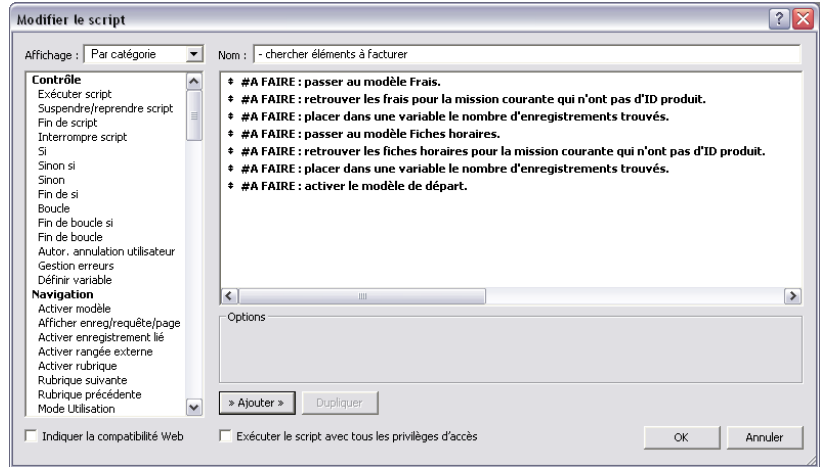 Modifier le script
Affichage : Par catégorie
Nom : - chercher éléments à facturer
Contrôle
Exécuter script
Suspendre/reprendre script
Fin de script
Interrompre script
Si
Sinon si
Sinon
Fin de si
Boucle
Fin de boucle si
Fin de boucle
Autor. annulation utilisateur
Gestion erreurs
Définir variable
Navigation
Activer modèle
Afficher enreg/requête/page
Activer enregistrement lié
Activer rangée externe
Activer rubrique
Rubrique suivante
Rubrique précédente
Mode Utilisation
#A FAIRE : passer au modèle Frais.
#A FAIRE : retrouver les frais pour la mission courante qui n'ont pas d'ID produit.
#A FAIRE : placer dans une variable le nombre d'enregistrements trouvés.
#A FAIRE : passer au modèle Fiches horaires.
#A FAIRE : retrouver les fiches horaires pour la mission courante qui n'ont pas d'ID produit.
#A FAIRE : placer dans une variable le nombre d'enregistrements trouvés.
#A FAIRE : activer le modèle de départ.
Options
» Ajouter »
Dupliquer
Indiquer la compatibilité Web
Exécuter le script avec tous les privilèges d'accès
OK
Annuler